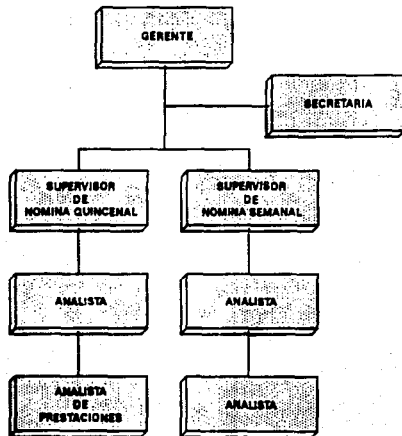 GERENTE
SECRETARIA
SUPERVISOR
DE
NOMINA QUINCENAL
SUPERVISOR
DE
NOMINA SEMANAL
ANALISTA
ANALISTA
ANALISTA
DE
PRESTACIONES
ANALISTA